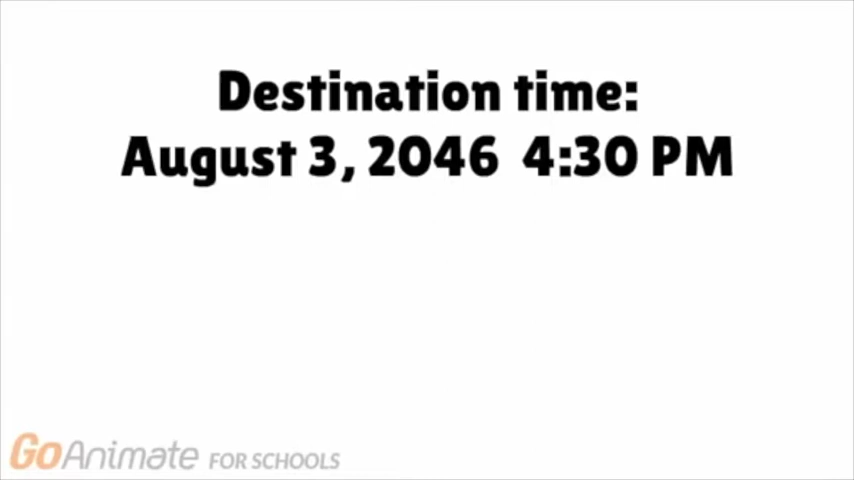 Destination time:
August 3, 2046 4:30 PM
GoAnimate FOR SCHOOLS